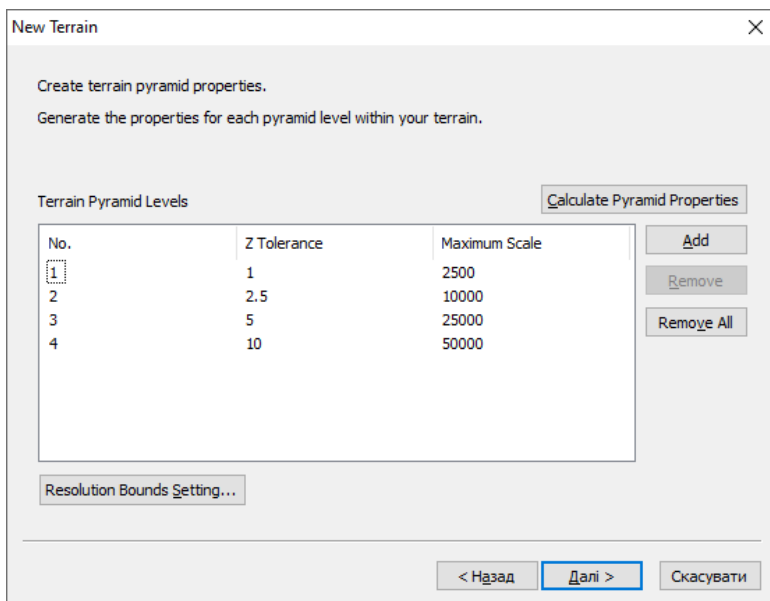 New Terrain
Create terrain pyramid properties.
Generate the properties for each pyramid level within your terrain.
Terrain Pyramid Levels
Calculate Pyramid Properties
No. Z Tolerance Maximum Scale
1 1 2500
2 2.5 10000
3 5 25000
4 10 50000
Add
Remove
Remove All
Resolution Bounds Setting...
< Назад Далі > Скасувати